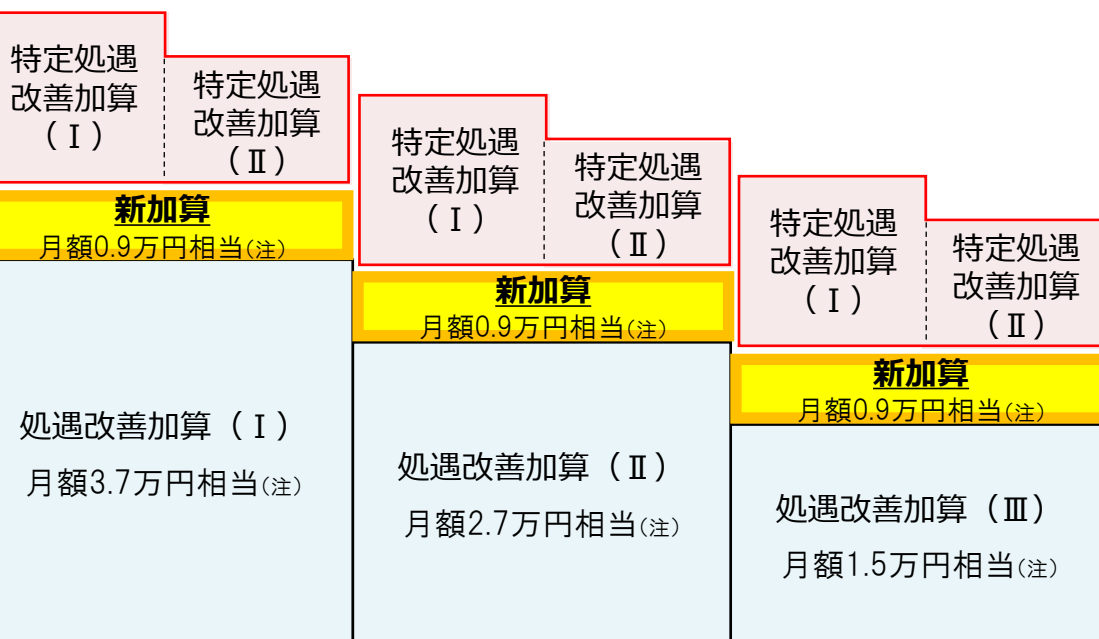 特定処遇
改善加算
（Ⅰ）
特定処遇
改善加算
（Ⅱ）
新加算
月額0.9万円相当(注)
処遇改善加算（Ⅰ）
月額3.7万円相当(注)
特定処遇
改善加算
（Ⅰ）
特定処遇
改善加算
（Ⅱ）
新加算
月額0.9万円相当(注)
処遇改善加算（Ⅱ）
月額2.7万円相当(注)
特定処遇
改善加算
（Ⅰ）
特定処遇
改善加算
（Ⅱ）
新加算
月額0.9万円相当(注)
処遇改善加算（Ⅲ）
月額1.5万円相当(注)